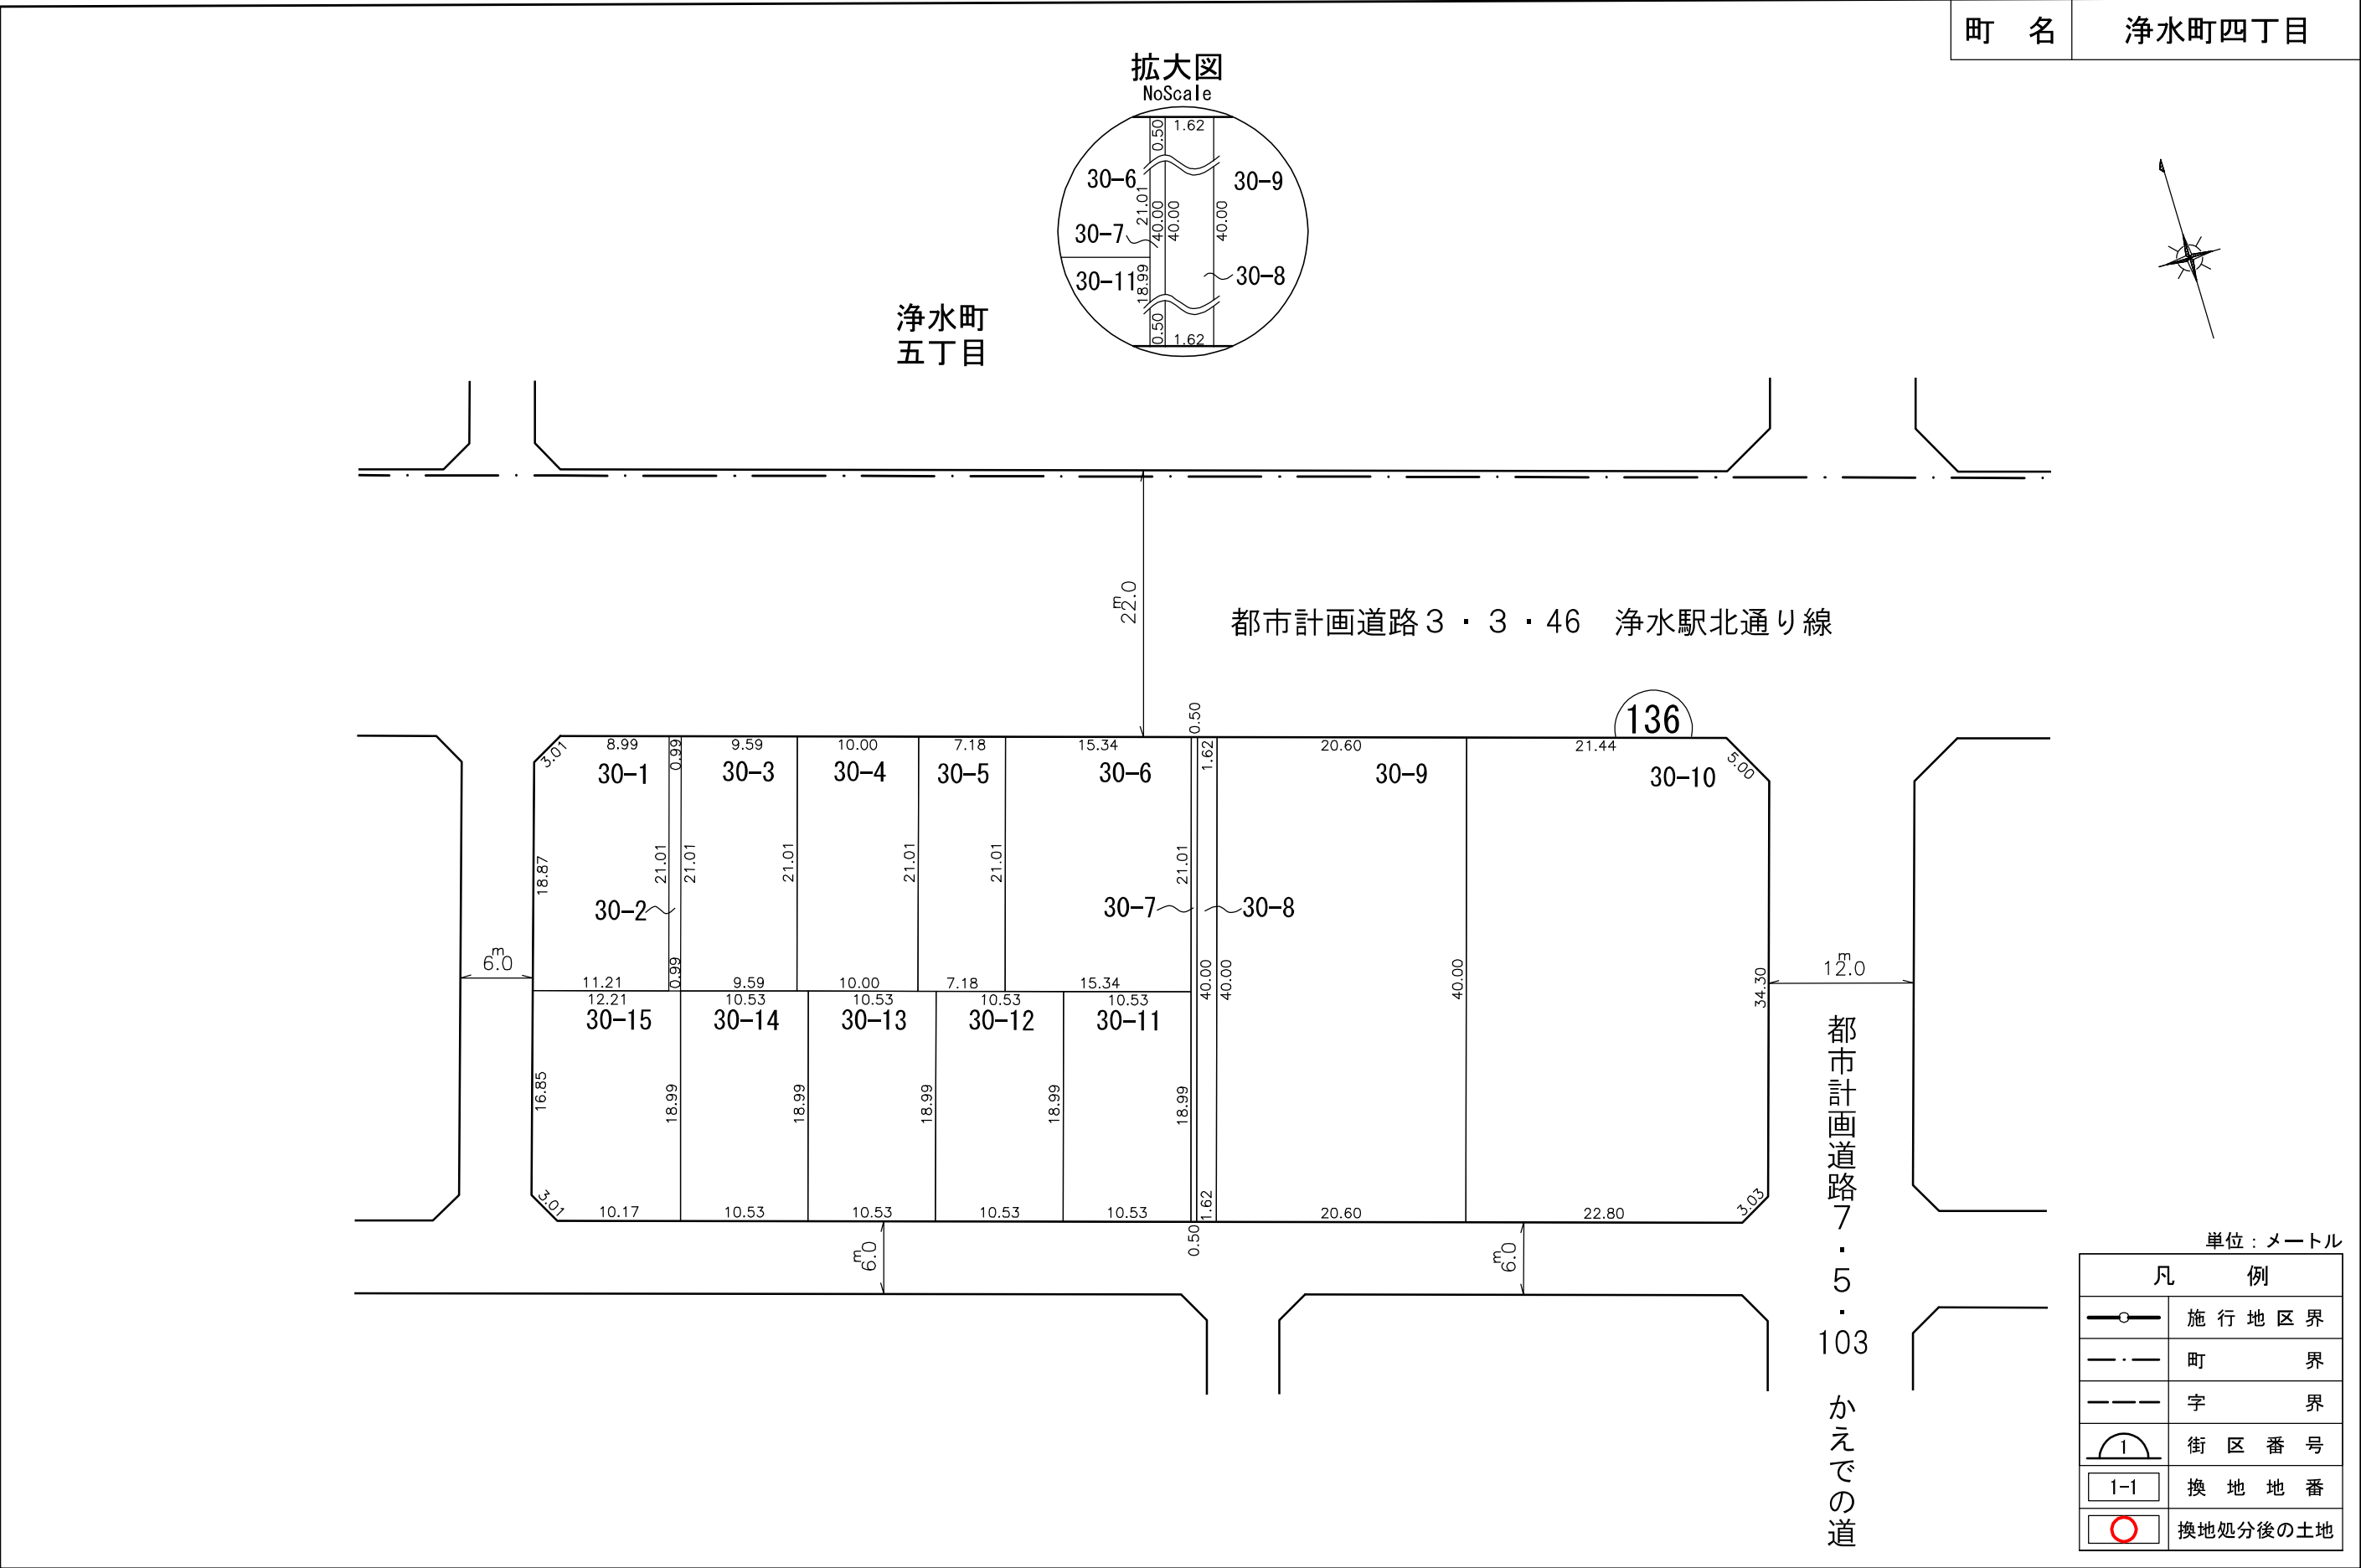 町 名 浄水町四丁目
拡大図
NoScale
0.50 1.62
30-6 30-9
21.01 40.00 40.00 40.00
30-7
30-11 18.99 30-8
0.50 1.62
浄水町
五丁目
22.0m
都市計画道路3・3・46 浄水駅北通り線
136
0.50
3.01 8.99 0.99 9.59 10.00 7.18 15.34 1.62 20.60 21.44 5.00
30-1 30-3 30-4 30-5 30-6 30-9 30-10
18.87 21.01 21.01 21.01 21.01 21.01 21.01
30-2 30-7 30-8
6.0m 12.0m
11.21 0.99 9.59 10.00 7.18 15.34 40.00 40.00 40.00 34.30
12.21 10.53 10.53 10.53 10.53
30-15 30-14 30-13 30-12 30-11
16.85 18.99 18.99 18.99 18.99 18.99
3.01 10.17 10.53 10.53 10.53 10.53 1.62 20.60 22.80 3.03
0.50
6.0m 6.0m
都市計画道路7・5・103 かえでの道
単位:メートル
凡 例
施行地区界
町 界
字 界
1 街区番号
1-1 換地地番
換地処分後の土地